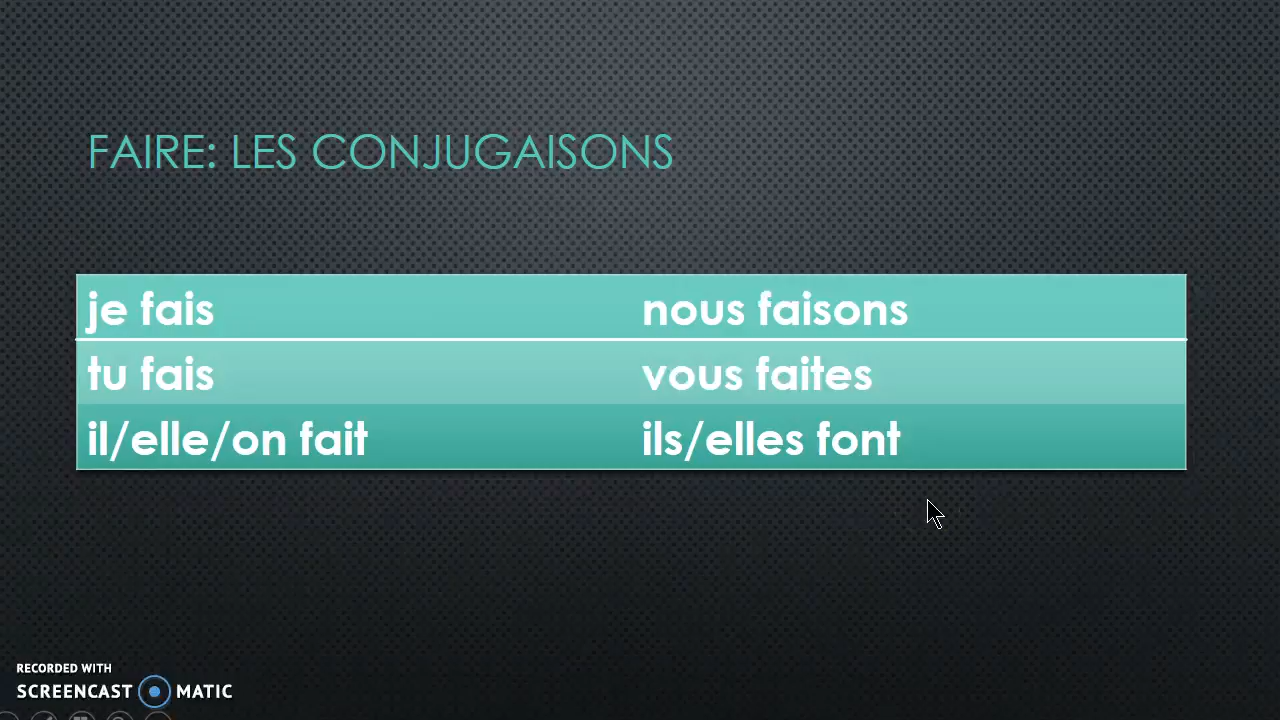 FAIRE: LES CONJUGAISONS
je fais nous faisons
tu fais vous faites
il/elle/on fait ils/elles font
RECORDED WITH
SCREENCAST MATIC